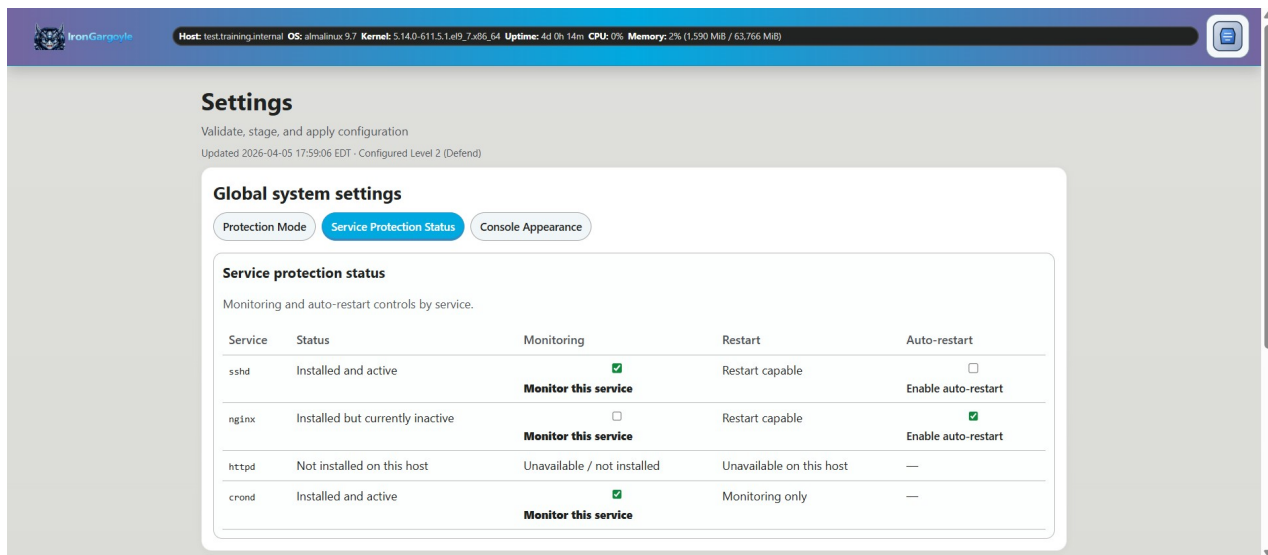 IronGargoyle
Host: test.training.internal OS: almalinux 9.7 Kernel: 5.14.0-611.5.1.el9_7.x86_64 Uptime: 4d 0h 14m CPU: 0% Memory: 2% (1,590 MiB / 63,766 MiB)
Settings
Validate, stage, and apply configuration
Updated 2026-04-05 17:59:06 EDT · Configured Level 2 (Defend)
Global system settings
Protection Mode Service Protection Status Console Appearance
Service protection status
Monitoring and auto-restart controls by service.
Service Status Monitoring Restart Auto-restart
sshd Installed and active Restart capable
Monitor this service Enable auto-restart
nginx Installed but currently inactive Restart capable
Monitor this service Enable auto-restart
httpd Not installed on this host Unavailable / not installed Unavailable on this host —
crond Installed and active Monitoring only —
Monitor this service